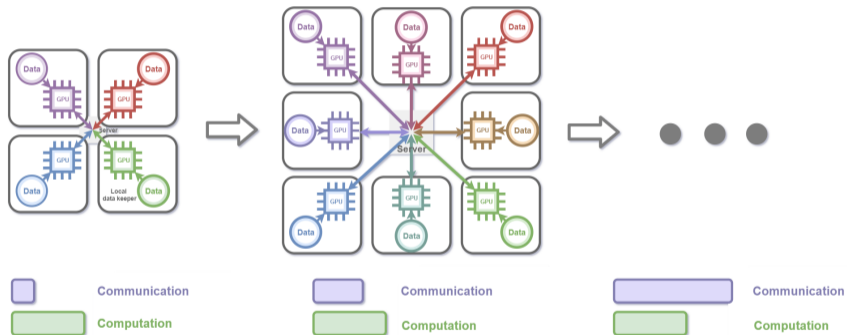 Data
Data
GPU
GPU
Server
GPU
GPU
Data
Local
data keeper
Data
Data
Data
Data
GPU
GPU
GPU
Data
GPU
GPU
Data
Server
GPU
GPU
GPU
Data
Data
Data
Communication
Computation
Communication
Computation
Communication
Computation